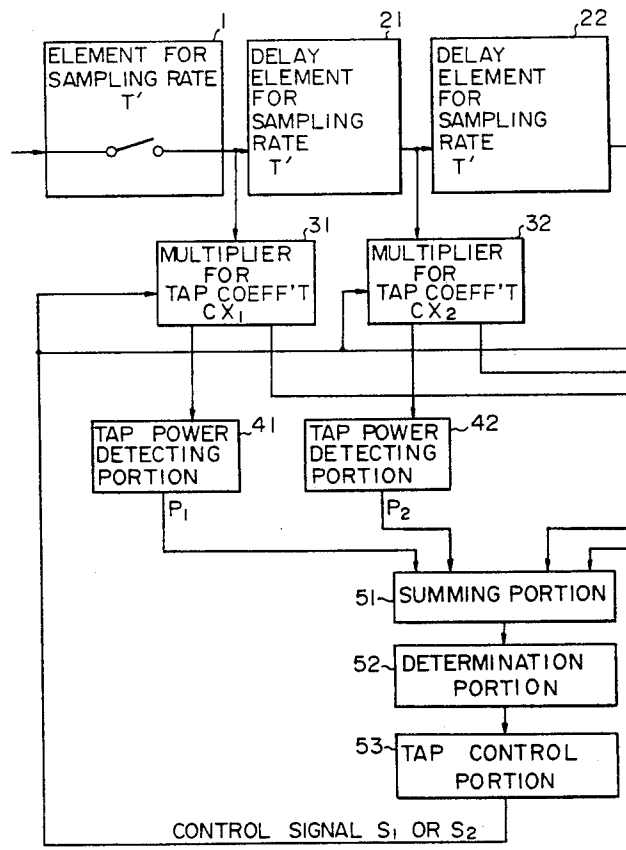 1
ELEMENT FOR
SAMPLING RATE
T'
21
DELAY
ELEMENT
FOR
SAMPLING
RATE
T'
22
DELAY
ELEMENT
FOR
SAMPLING
RATE
T'
31
MULTIPLIER
FOR
TAP COEFF'T
CX1
32
MULTIPLIER
FOR
TAP COEFF'T
CX2
41
TAP POWER
DETECTING
PORTION
P1
42
TAP POWER
DETECTING
PORTION
P2
51
SUMMING PORTION
52
DETERMINATION
PORTION
53
TAP CONTROL
PORTION
CONTROL SIGNAL S1 OR S2